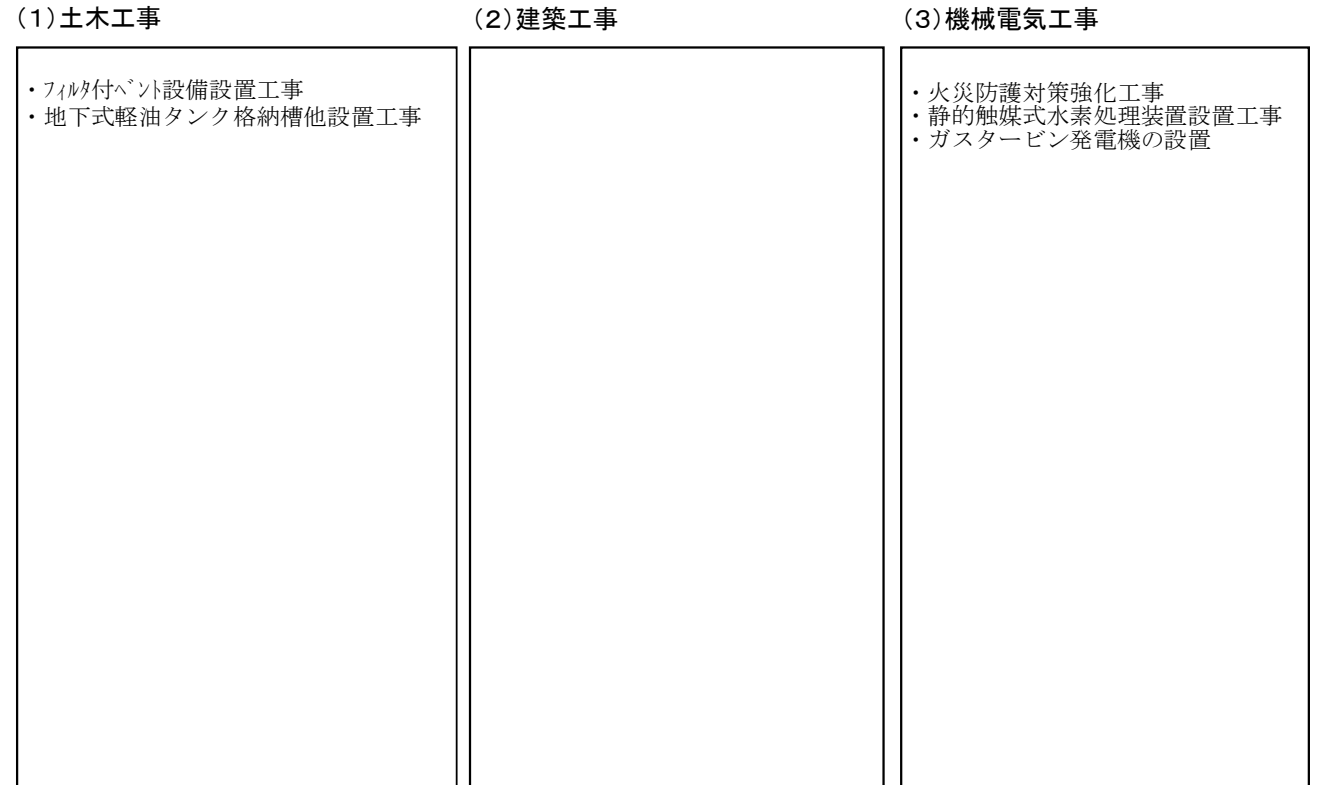 (1)土木工事
・ﾌｨﾙﾀ付ﾍﾞﾝﾄ設備設置工事
・地下式軽油タンク格納槽他設置工事
(2)建築工事
(3)機械電気工事
・火災防護対策強化工事
・静的触媒式水素処理装置設置工事
・ガスタービン発電機の設置